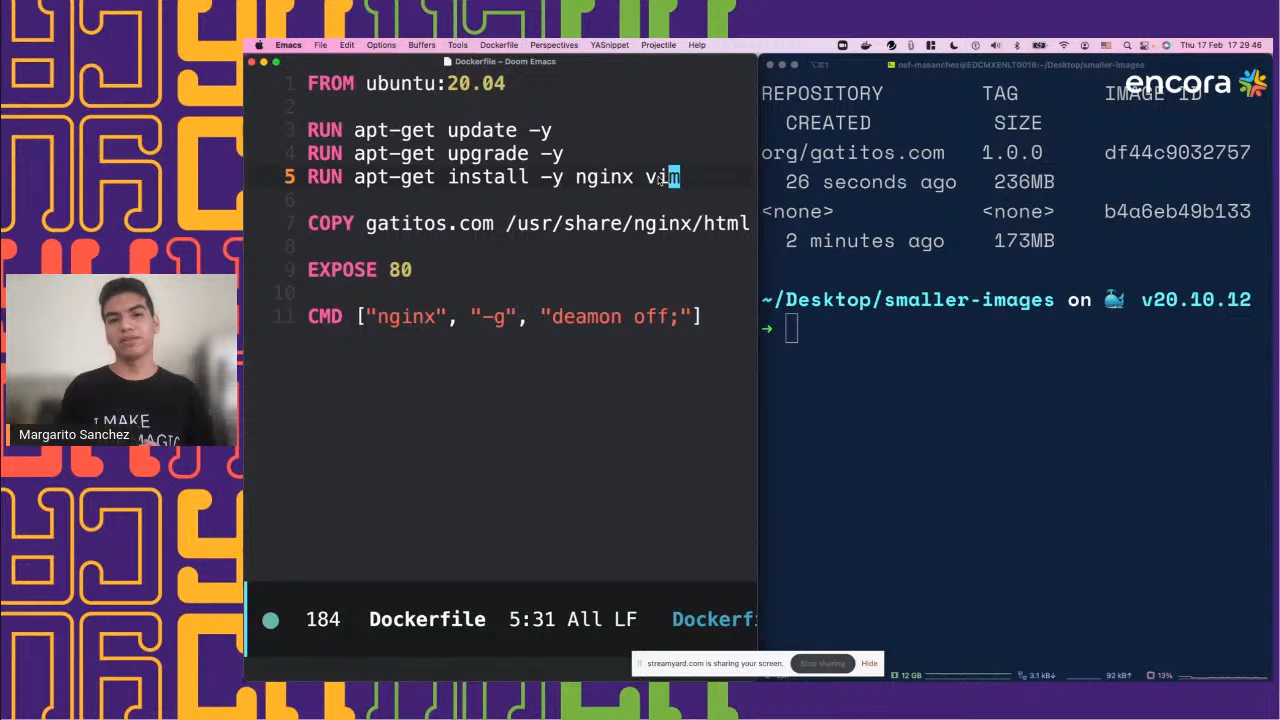 Emacs File Edit Options Buffers Tools Dockerfile Perspectives YASnippet Projectile Help
Thu 17 Feb 17 29 46
Dockerfile – Doom Emacs
1 FROM ubuntu:20.04
2
3 RUN apt-get update -y
4 RUN apt-get upgrade -y
5 RUN apt-get install -y nginx vim
6
7 COPY gatitos.com /usr/share/nginx/html
8
9 EXPOSE 80
10
11 CMD ["nginx", "-g", "deamon off;"]
184 Dockerfile 5:31 All LF Dockerf
⌥⌘1
nsf-masanchez@EDCMXENLT0018:~/Desktop/smaller-images
encora
REPOSITORY TAG IMAGE ID
CREATED SIZE
org/gatitos.com 1.0.0 df44c9032757
26 seconds ago 236MB
<none> <none> b4a6eb49b133
2 minutes ago 173MB
~/Desktop/smaller-images on 🐳 v20.10.12
➜
I MAKE
MAGIC
Margarito Sanchez
streamyard.com is sharing your screen. Stop sharing Hide
12 GB 3.1 kB↓ 92 kB↑ 13%